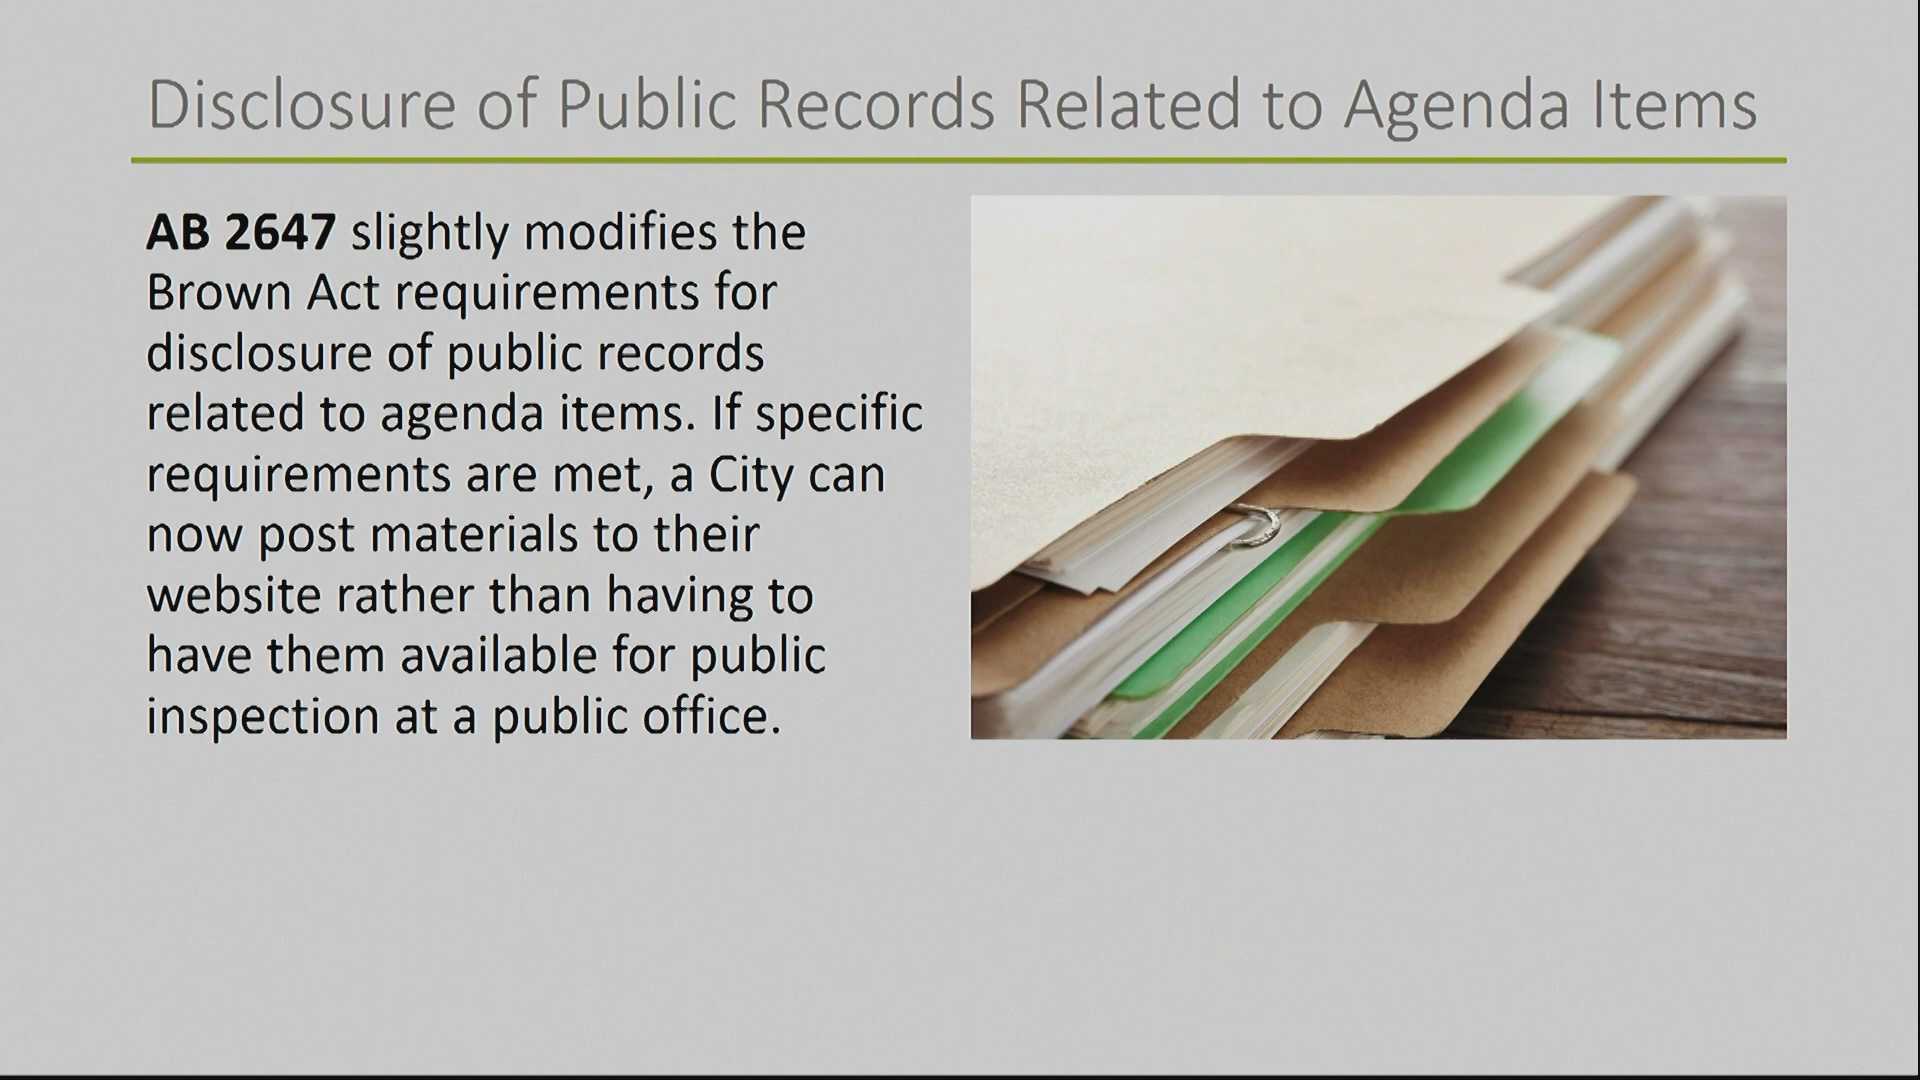 Disclosure of Public Records Related to Agenda Items
AB 2647 slightly modifies the
Brown Act requirements for
disclosure of public records
related to agenda items. If specific
requirements are met, a City can
now post materials to their
website rather than having to
have them available for public
inspection at a public office.